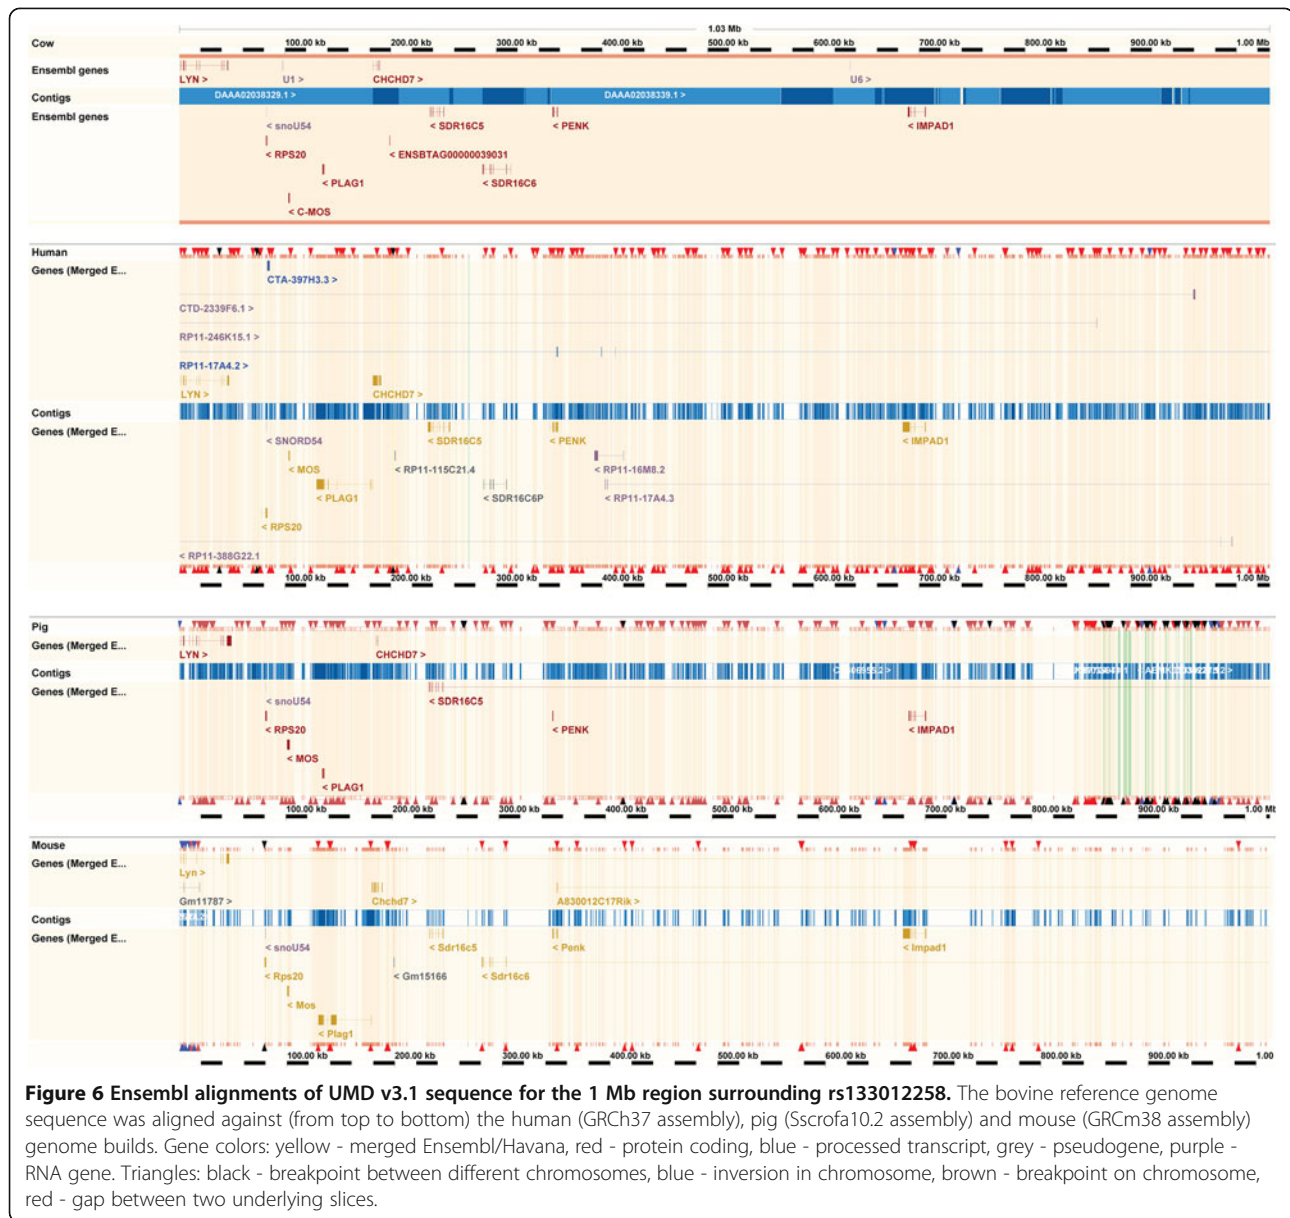 1.03 Mb
Cow 100.00 kb 200.00 kb 300.00 kb 400.00 kb 500.00 kb 600.00 kb 700.00 kb 800.00 kb 900.00 kb 1.00 Mb
Ensembl genes
LYN > U1 > CHCHD7 > U6 >
Contigs DAAA02038329.1 > DAAA02038339.1 >
Ensembl genes
< snoU54 < SDR16C5 < PENK < IMPAD1
< RPS20 < ENSBTAG00000039031
< PLAG1 < SDR16C6
< C-MOS
Human
Genes (Merged E...
CTA-397H3.3 >
CTD-2339F6.1 >
RP11-246K15.1 >
RP11-17A4.2 >
LYN > CHCHD7 >
Contigs
Genes (Merged E...
< SNORD54 < SDR16C5 < PENK < IMPAD1
< MOS < RP11-115C21.4 < RP11-16M8.2
< PLAG1 < SDR16C6P < RP11-17A4.3
< RPS20
< RP11-388G22.1
100.00 kb 200.00 kb 300.00 kb 400.00 kb 500.00 kb 600.00 kb 700.00 kb 800.00 kb 900.00 kb 1.00 Mb
Pig
Genes (Merged E...
LYN > CHCHD7 >
Contigs
Genes (Merged E...
< snoU54 < SDR16C5
< RPS20 < PENK < IMPAD1
< MOS
< PLAG1
100.00 kb 200.00 kb 300.00 kb 400.00 kb 500.00 kb 600.00 kb 700.00 kb 800.00 kb 900.00 kb 1.00 Mb
Mouse
Genes (Merged E...
Lyn >
Gm11787 > Chchd7 > A830012C17Rik >
Contigs
Genes (Merged E...
< snoU54 < Sdr16c5 < Penk < Impad1
< Rps20 < Gm15166 < Sdr16c6
< Mos
< Plag1
100.00 kb 200.00 kb 300.00 kb 400.00 kb 500.00 kb 600.00 kb 700.00 kb 800.00 kb 900.00 kb 1.00
Figure 6 Ensembl alignments of UMD v3.1 sequence for the 1 Mb region surrounding rs133012258. The bovine reference genome
sequence was aligned against (from top to bottom) the human (GRCh37 assembly), pig (Sscrofa10.2 assembly) and mouse (GRCm38 assembly)
genome builds. Gene colors: yellow - merged Ensembl/Havana, red - protein coding, blue - processed transcript, grey - pseudogene, purple -
RNA gene. Triangles: black - breakpoint between different chromosomes, blue - inversion in chromosome, brown - breakpoint on chromosome,
red - gap between two underlying slices.